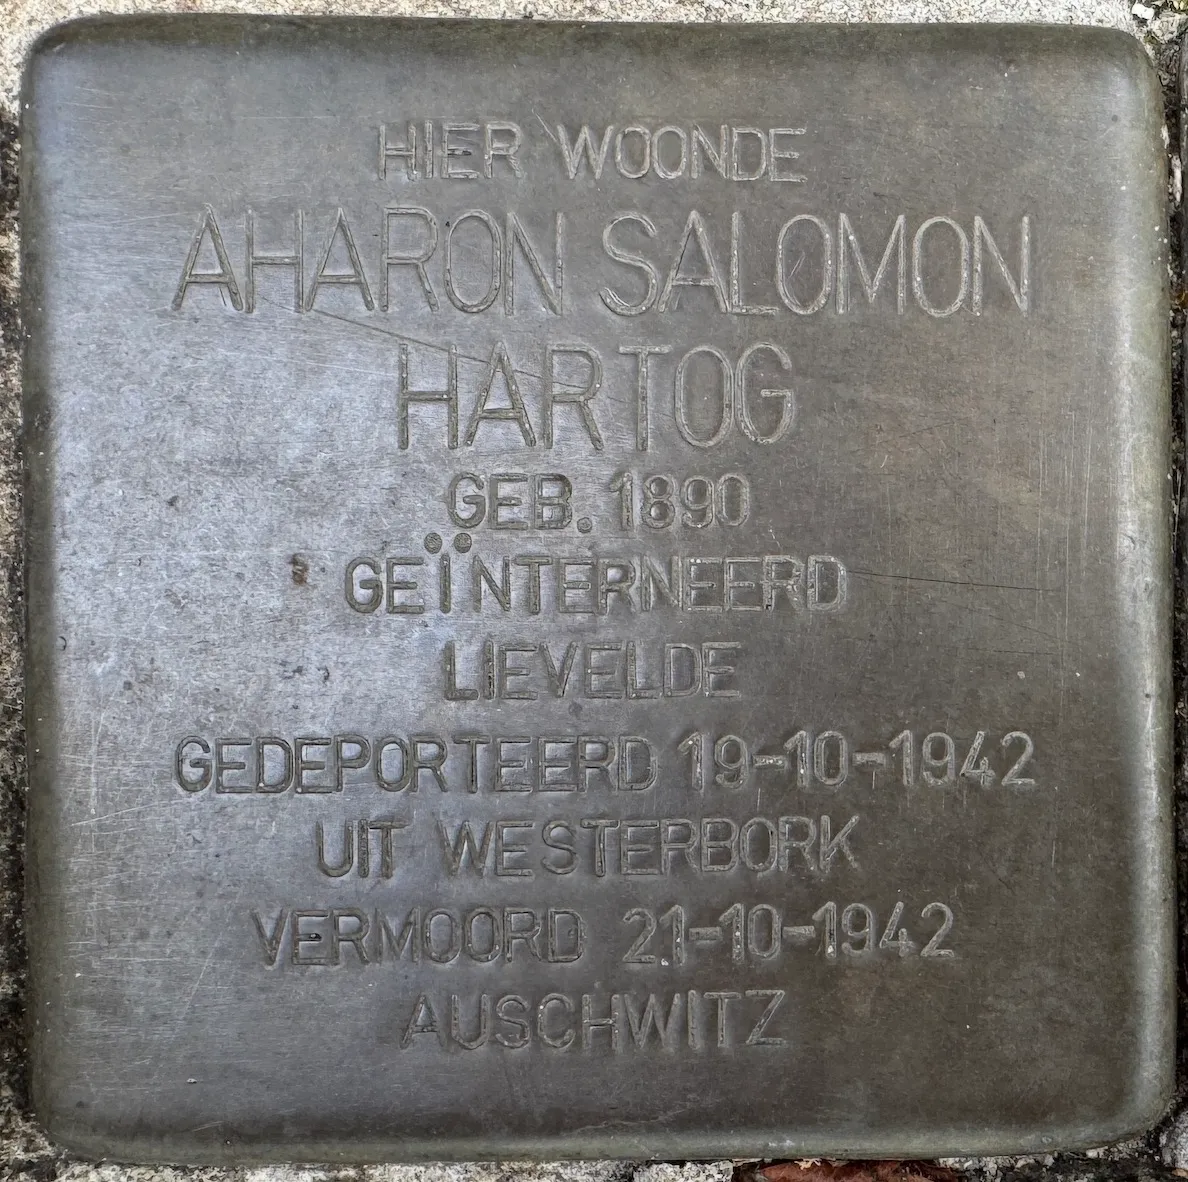 HIER WOONDE
AHARON SALOMON
HARTOG
GEB. 1890
GEÏNTERNEERD
LIEVELDE
GEDEPORTEERD 19-10-1942
UIT WESTERBORK
VERMOORD 21-10-1942
AUSCHWITZ